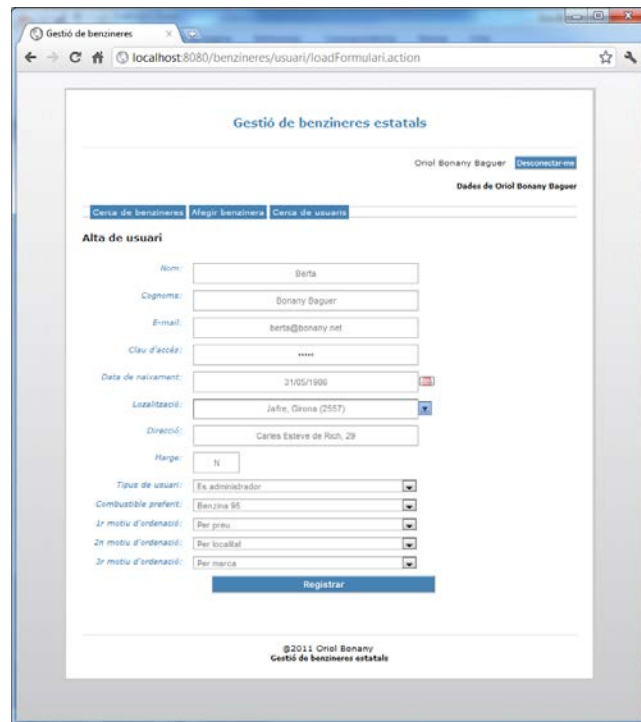 Gestió de benzineres
localhost:8080/benzineres/usuari/loadFormulari.action
Gestió de benzineres estatals
Oriol Bonany Baguer Desconectar-me
Dades de Oriol Bonany Baguer
Cerca de benzineres Afegir benzinera Cerca de usuaris
Alta de usuari
Nom: Berta
Cognoms: Bonany Baguer
E-mail: berta@bonany.net
Clau d'accés: •••••
Data de naixament: 31/05/1986
Lozalització: Jafre, Girona (2557)
Direcció: Carles Esteve de Rich, 29
Marge: N
Tipus de usuari: Es administrador
Combustible preferit: Benzina 95
1r motiu d'ordenació: Per preu
2n motiu d'ordenació: Per localitat
3r motiu d'ordenació: Per marca
Registrar
@2011 Oriol Bonany
Gestió de benzineres estatals